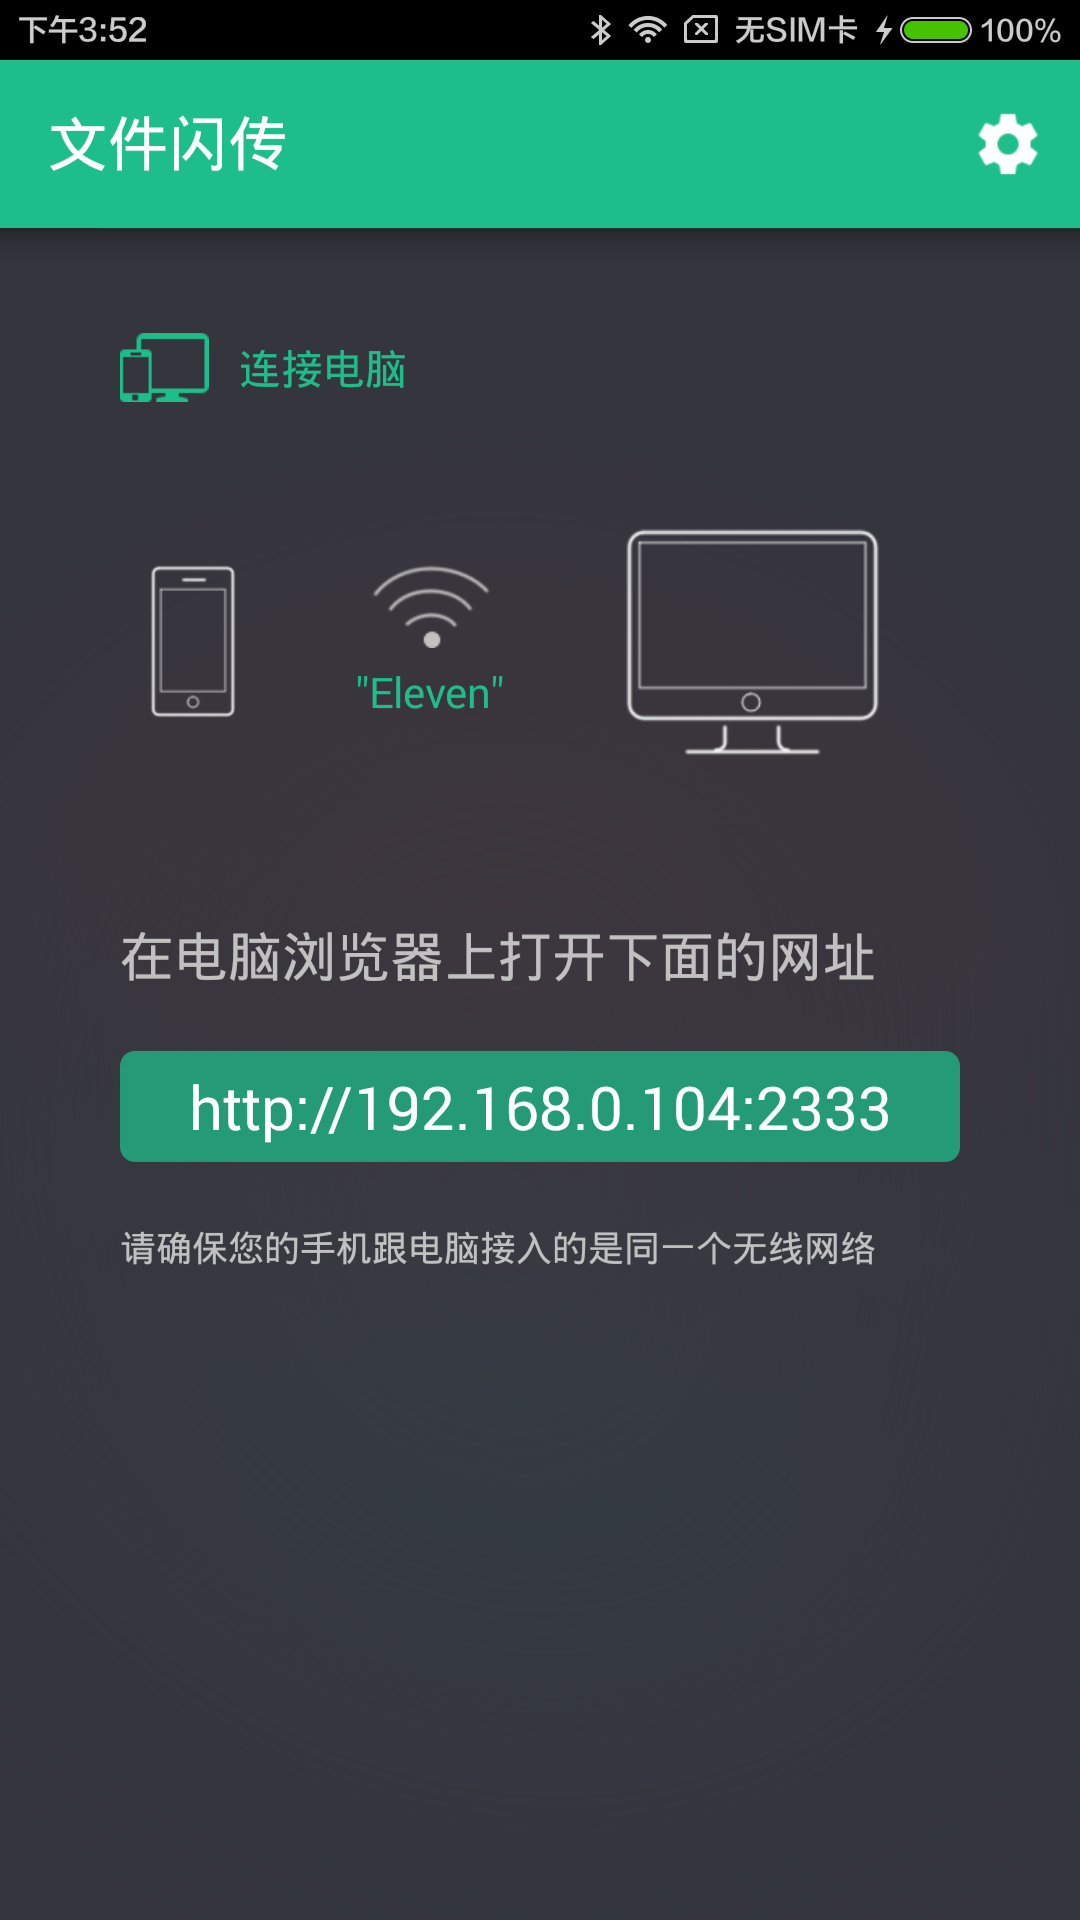 下午3:52 无SIM卡 100%
文件闪传
连接电脑
"Eleven"
在电脑浏览器上打开下面的网址
http://192.168.0.104:2333
请确保您的手机跟电脑接入的是同一个无线网络